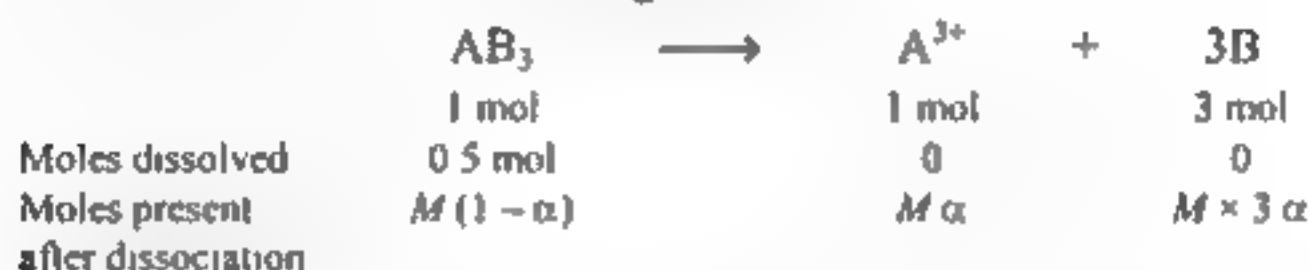 AB₃ ⟶ A³⁺ + 3B
1 mol 1 mol 3 mol
Moles dissolved 0 5 mol 0 0
Moles present M (1 – α) M α M × 3 α
after dissociation